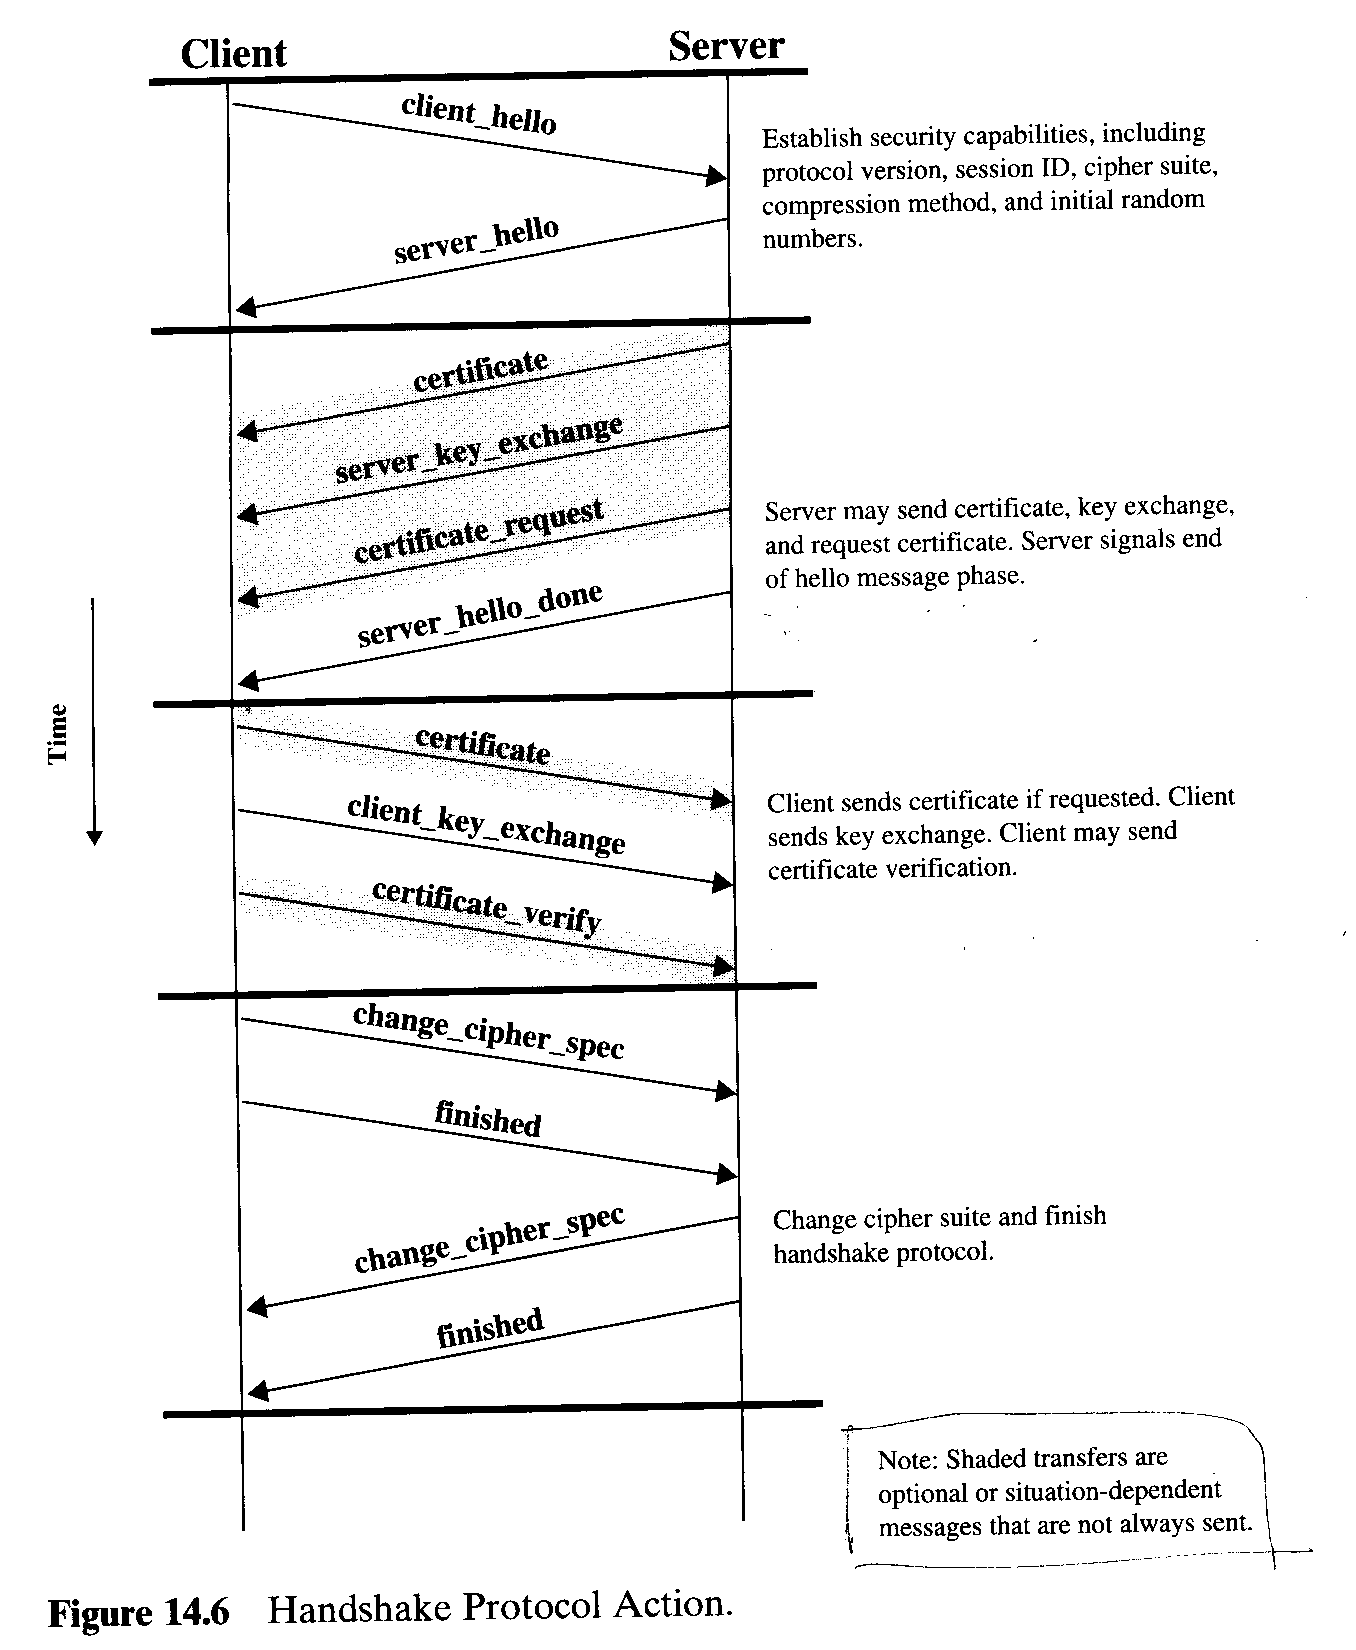 Client Server
client_hello
Establish security capabilities, including
protocol version, session ID, cipher suite,
compression method, and initial random
numbers.
server_hello
certificate
server_key_exchange
certificate_request
server_hello_done
Server may send certificate, key exchange,
and request certificate. Server signals end
of hello message phase.
Time
certificate
client_key_exchange
certificate_verify
Client sends certificate if requested. Client
sends key exchange. Client may send
certificate verification.
change_cipher_spec
finished
change_cipher_spec
finished
Change cipher suite and finish
handshake protocol.
Note: Shaded transfers are
optional or situation-dependent
messages that are not always sent.
Figure 14.6 Handshake Protocol Action.